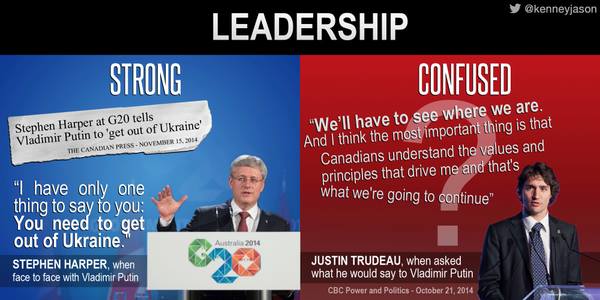 @kenneyjason
LEADERSHIP
STRONG
Stephen Harper at G20 tells
Vladimir Putin to 'get out of Ukraine'
THE CANADIAN PRESS - NOVEMBER 15, 2014
“I have only one
thing to say to you:
You need to get
out of Ukraine.”
Australia 2014
G20
STEPHEN HARPER, when
face to face with Vladimir Putin
CONFUSED
?
“We'll have to see where we are.
And I think the most important thing is that
Canadians understand the values and
principles that drive me and that's
what we're going to continue”
JUSTIN TRUDEAU, when asked
what he would say to Vladimir Putin
CBC Power and Politics - October 21, 2014